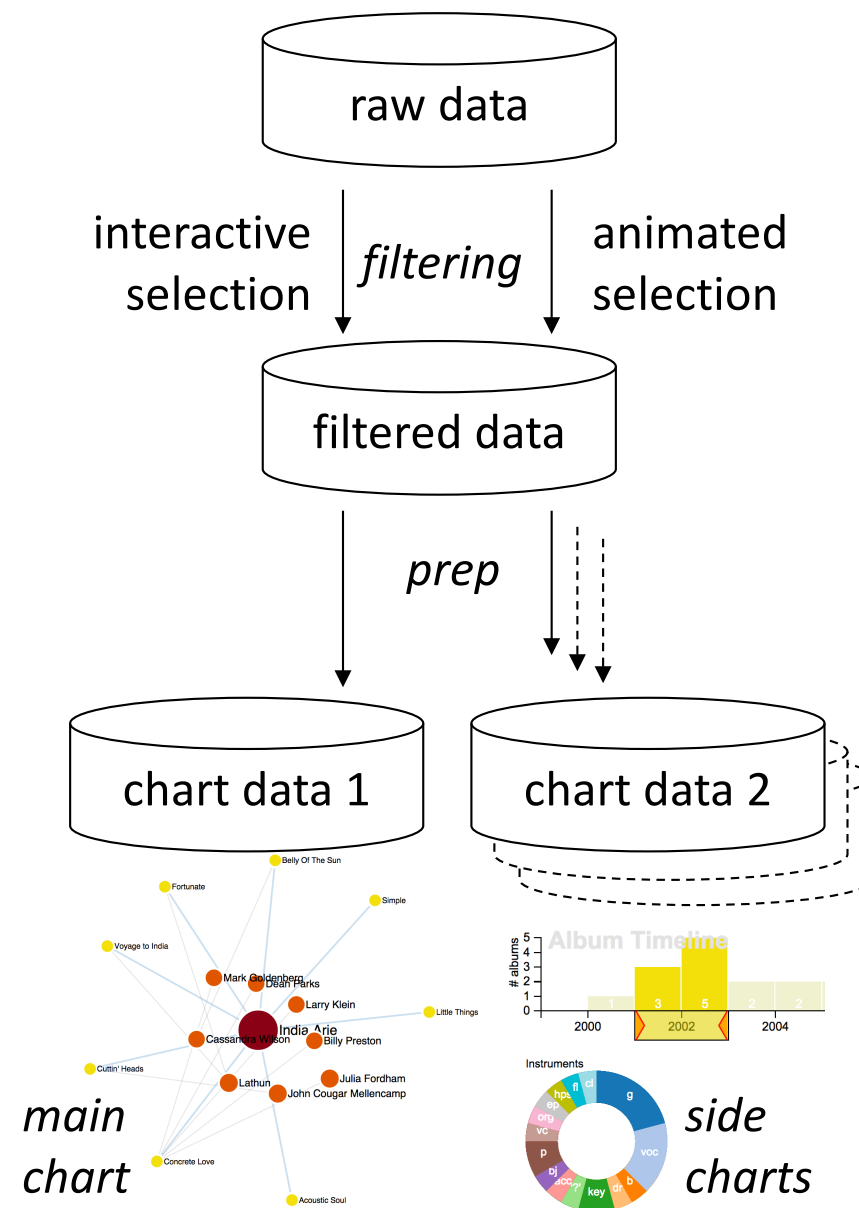 raw data
interactive
selection
filtering
animated
selection
filtered data
prep
chart data 1
chart data 2
Belly Of The Sun
Fortunate
Simple
Voyage to India
Mark Goldenberg
Dean Parks
Larry Klein
Little Things
India Arie
Cassandra Wilson
Billy Preston
Cuttin' Heads
Lathun
Julia Fordham
John Cougar Mellencamp
Concrete Love
Acoustic Soul
main
chart
Album Timeline
# albums
5
4
3
2
1
0
1
3
5
2
2
2000
2002
2004
Instruments
g
voc
b
dr
key
?'
acc
pj
p
vc
org
ep
hps
fl
cl
side
charts